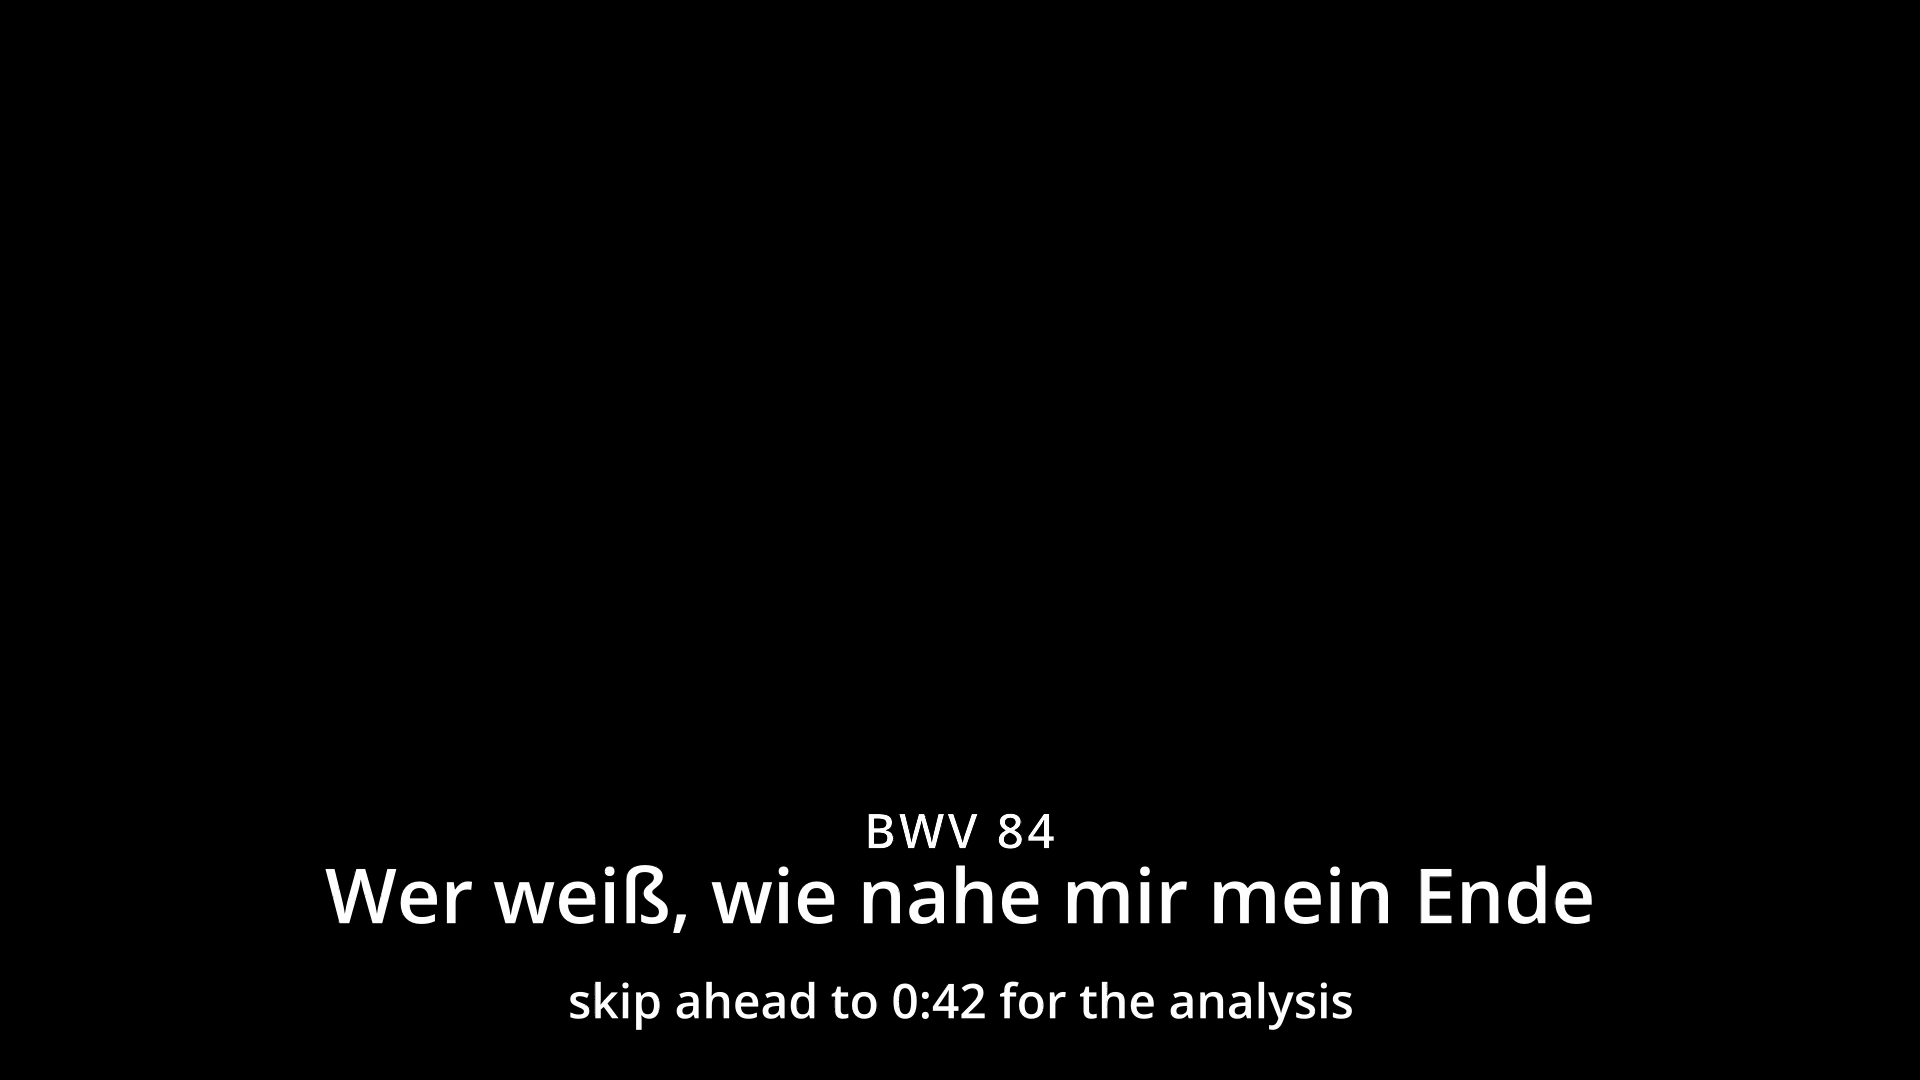 BWV 84
Wer weiß, wie nahe mir mein Ende
skip ahead to 0:42 for the analysis